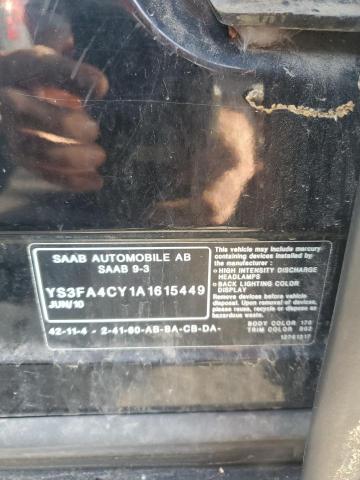 SAAB AUTOMOBILE AB
SAAB 9-3
YS3FA4CY1A1615449
JUN/10
42-11-4 - 2-41-60-AB-9A-CB-DA-
This vehicle may contain mercury
containing devices installed by the
manufacturer:
HIGH INTENSITY DISCHARGE
HEADLAMPS
BACK LIGHTING COLOR
DISPLAY
Remove devices before vehicle
disposal. Upon removal of devices,
please reuse, recycle or dispose as
hazardous waste.
BODY COLOR 170
TRIM COLOR
12781217